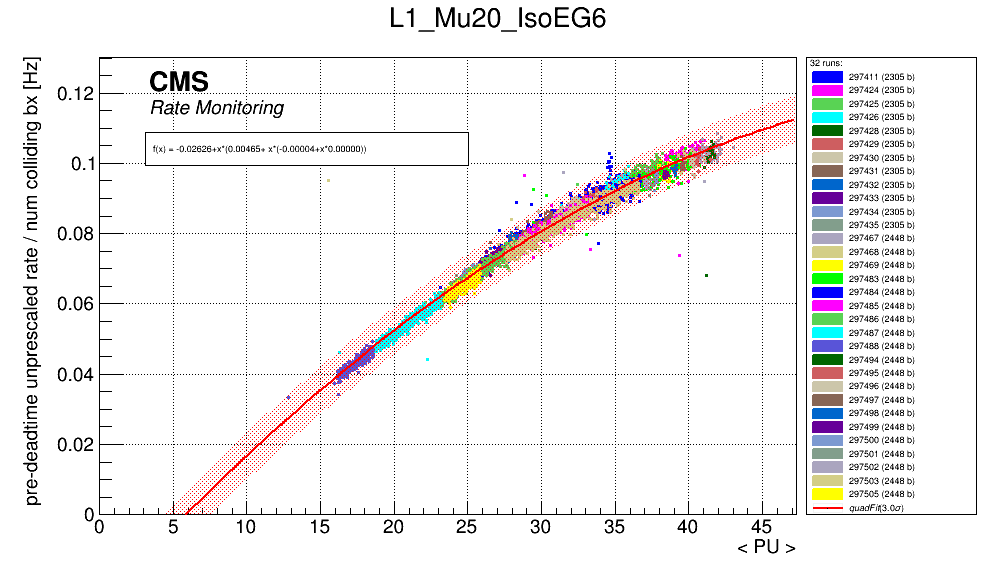 L1_Mu20_IsoEG6
pre-deadtime unprescaled rate / num colliding bx [Hz]
CMS
Rate Monitoring
f(x) = -0.02626+x*(0.00465+ x*(-0.00004+x*0.00000))
0.12
0.1
0.08
0.06
0.04
0.02
0
0 5 10 15 20 25 30 35 40 45
< PU >
32 runs:
297411 (2305 b)
297424 (2305 b)
297425 (2305 b)
297426 (2305 b)
297428 (2305 b)
297429 (2305 b)
297430 (2305 b)
297431 (2305 b)
297432 (2305 b)
297433 (2305 b)
297434 (2305 b)
297435 (2305 b)
297467 (2448 b)
297468 (2448 b)
297469 (2448 b)
297483 (2448 b)
297484 (2448 b)
297485 (2448 b)
297486 (2448 b)
297487 (2448 b)
297488 (2448 b)
297494 (2448 b)
297495 (2448 b)
297496 (2448 b)
297497 (2448 b)
297498 (2448 b)
297499 (2448 b)
297500 (2448 b)
297501 (2448 b)
297502 (2448 b)
297503 (2448 b)
297505 (2448 b)
quadFit(3.0σ)